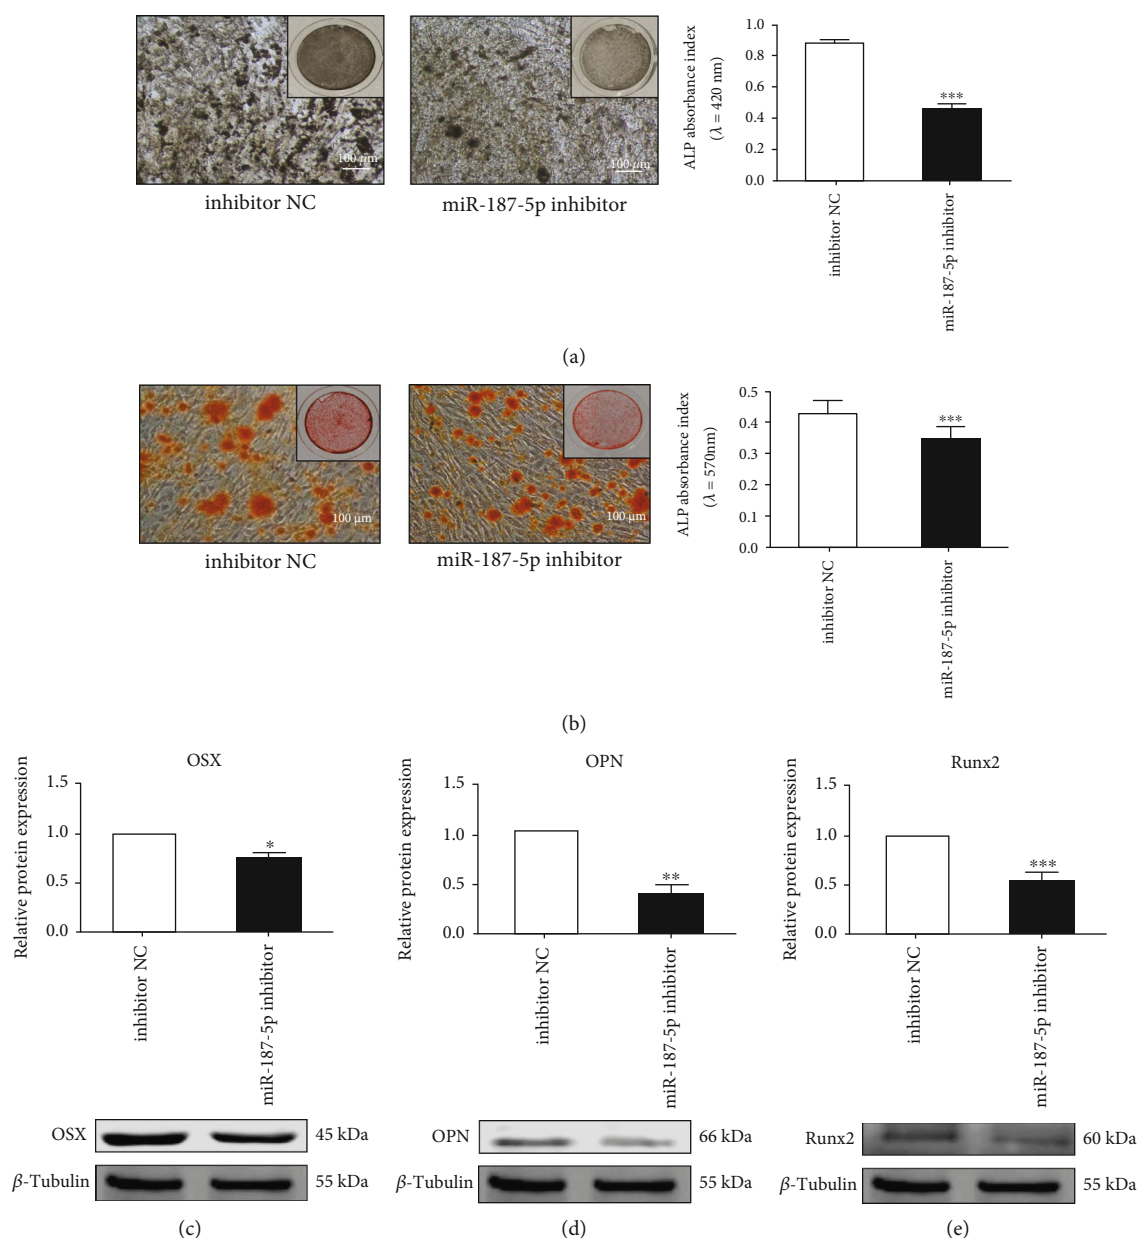 100 μm
inhibitor NC
100 μm
miR-187-5p inhibitor
ALP absorbance index
(λ = 420 nm)
1.0
0.8
0.6
0.4
0.2
0.0
***
inhibitor NC
miR-187-5p inhibitor
(a)
100 μm
inhibitor NC
100 μm
miR-187-5p inhibitor
ALP absorbance index
(λ = 570nm)
0.5
0.4
0.3
0.2
0.1
0.0
***
inhibitor NC
miR-187-5p inhibitor
(b)
OSX
Relative protein expression
1.5
1.0
0.5
0.0
*
inhibitor NC
miR-187-5p inhibitor
OSX
45 kDa
β-Tubulin
55 kDa
(c)
OPN
Relative protein expression
1.5
1.0
0.5
0.0
**
inhibitor NC
miR-187-5p inhibitor
OPN
66 kDa
β-Tubulin
55 kDa
(d)
Runx2
Relative protein expression
1.5
1.0
0.5
0.0
***
inhibitor NC
miR-187-5p inhibitor
Runx2
60 kDa
β-Tubulin
55 kDa
(e)